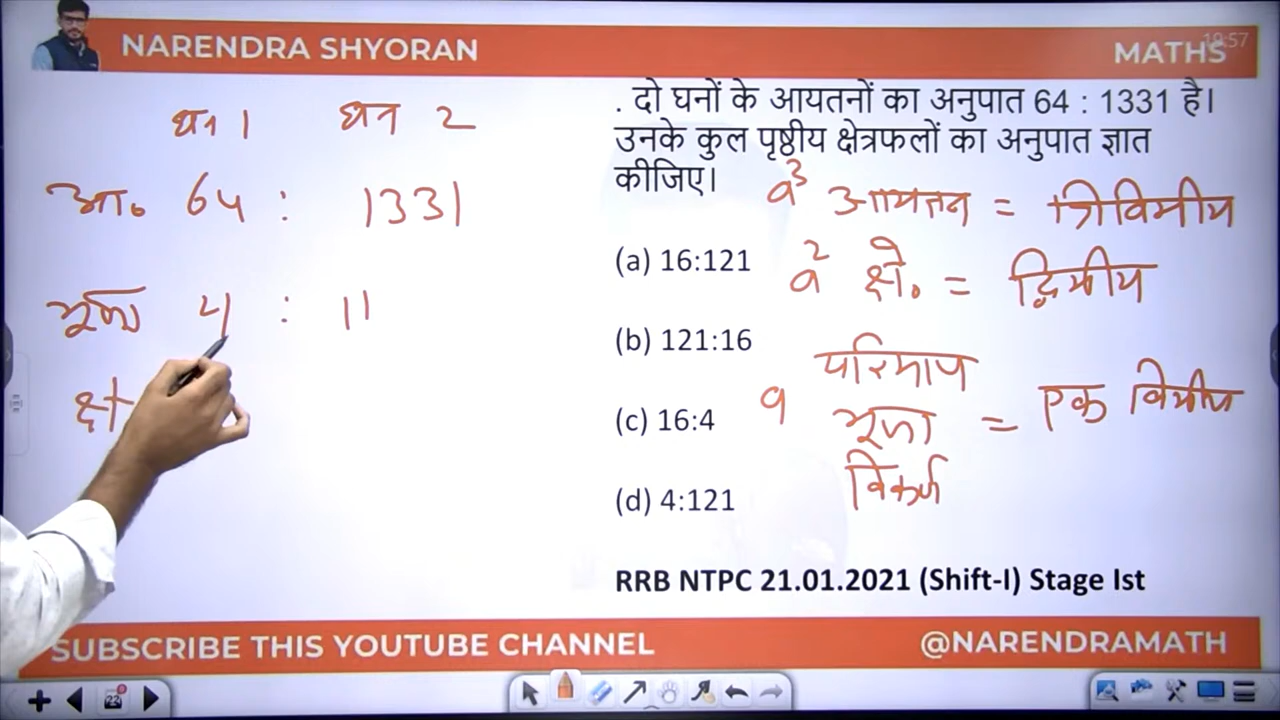 NARENDRA SHYORAN
MATHS
19:57
. दो घनों के आयतनों का अनुपात 64 : 1331 है।
उनके कुल पृष्ठीय क्षेत्रफलों का अनुपात ज्ञात
कीजिए।
(a) 16:121
(b) 121:16
(c) 16:4
(d) 4:121
RRB NTPC 21.01.2021 (Shift-I) Stage Ist
घन 1 घन 2
आ॰ 64 : 1331
भुजा 4 : 11
क्षे
a³ आयतन = त्रिविमीय
a² क्षे॰ = द्विमीय
परिमाप
a भुजा = एक विमीय
विकर्ण
SUBSCRIBE THIS YOUTUBE CHANNEL
@NARENDRAMATH
22